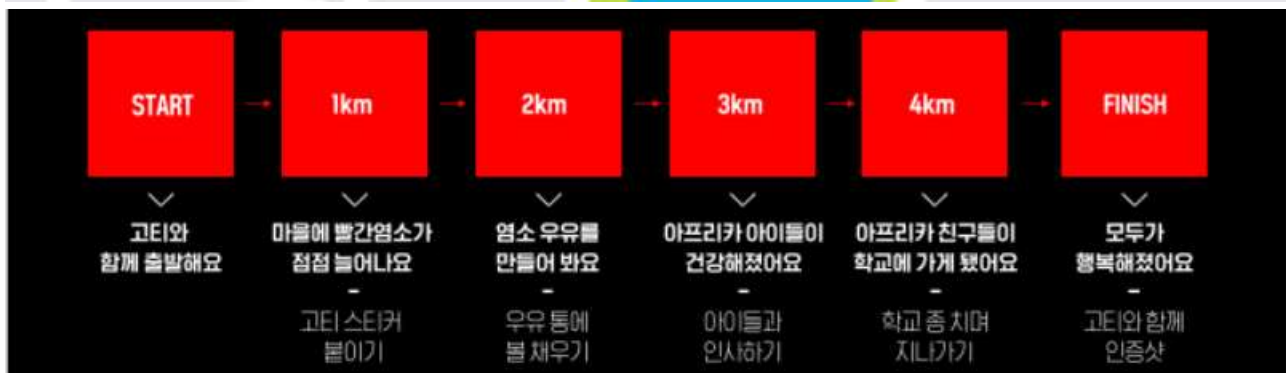 START
1km
2km
3km
4km
FINISH
고티와
함께 출발해요
마을에 빨간염소가
점점 늘어나요
-
고티 스티커
붙이기
염소 우유를
만들어 봐요
-
우유 통에
볼 채우기
아프리카 아이들이
건강해졌어요
-
아이들과
인사하기
아프리카 친구들이
학교에 가게 됐어요
-
학교 종 치며
지나가기
모두가
행복해졌어요
-
고티와 함께
인증샷